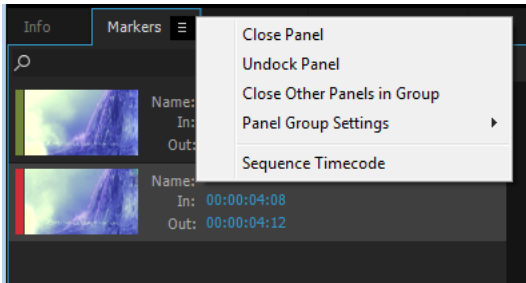 Info
Markers
Close Panel
Undock Panel
Close Other Panels in Group
Panel Group Settings
Sequence Timecode
Name:
In:
Out:
Name:
In: 00:00:04:08
Out: 00:00:04:12